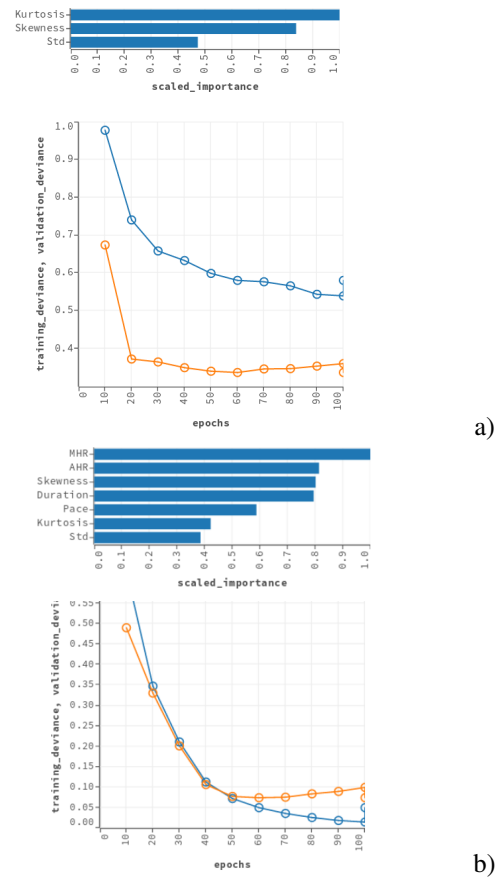 Kurtosis
Skewness
Std
0.0 0.1 0.2 0.3 0.4 0.5 0.6 0.7 0.8 0.9 1.0
scaled_importance
training_deviance, validation_deviance
1.0
0.9
0.8
0.7
0.6
0.5
0.4
0 10 20 30 40 50 60 70 80 90 100
epochs
a)
MHR
AHR
Skewness
Duration
Pace
Kurtosis
Std
0.0 0.1 0.2 0.3 0.4 0.5 0.6 0.7 0.8 0.9 1.0
scaled_importance
training_deviance, validation_devi
0.55
0.50
0.45
0.40
0.35
0.30
0.25
0.20
0.15
0.10
0.05
0.00
0 10 20 30 40 50 60 70 80 90 100
epochs
b)